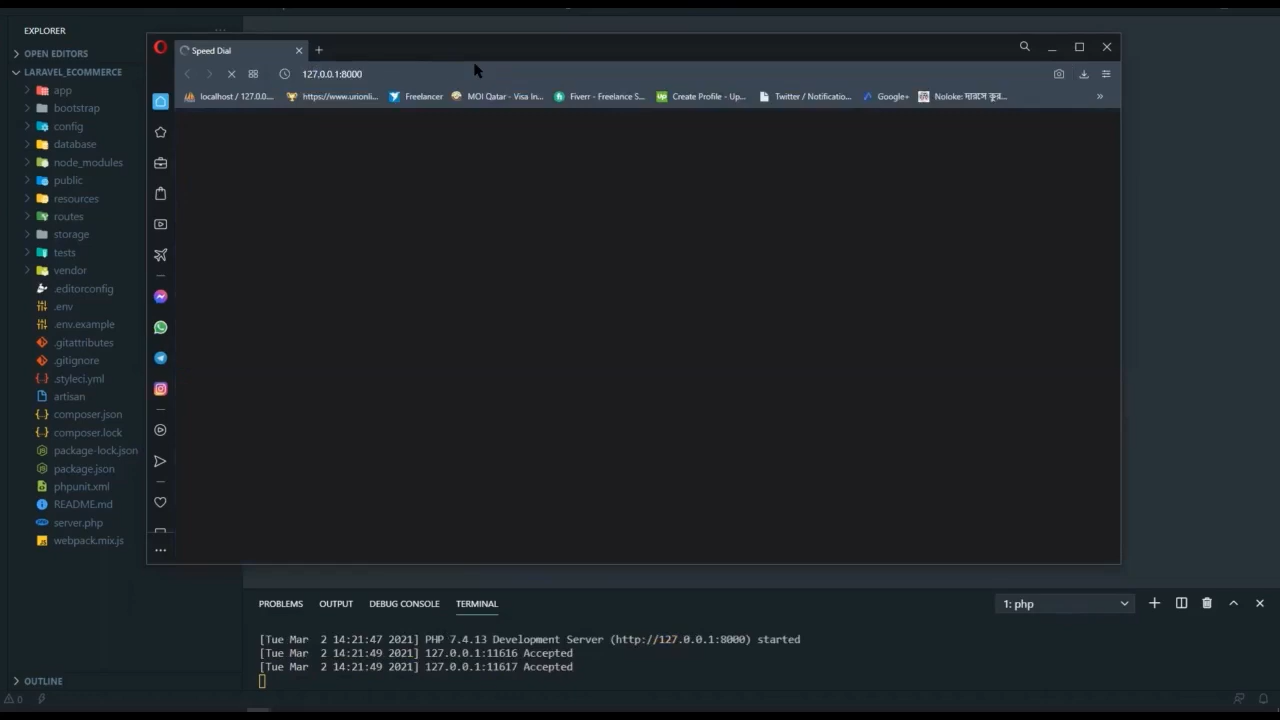 EXPLORER
OPEN EDITORS
LARAVEL_ECOMMERCE
app
bootstrap
config
database
node_modules
public
resources
routes
storage
tests
vendor
.editorconfig
.env
.env.example
.gitattributes
.gitignore
.styleci.yml
artisan
composer.json
composer.lock
package-lock.json
package.json
phpunit.xml
README.md
server.php
webpack.mix.js
OUTLINE
0
Speed Dial
127.0.0.1:8000
localhost / 127.0.0... https://www.urionli... Freelancer MOI Qatar - Visa In... Fiverr - Freelance S... Create Profile - Up... Twitter / Notificatio... Google+ Noloke: দারসে কুর...
PROBLEMS OUTPUT DEBUG CONSOLE TERMINAL 1: php
[Tue Mar 2 14:21:47 2021] PHP 7.4.13 Development Server (http://127.0.0.1:8000) started
[Tue Mar 2 14:21:49 2021] 127.0.0.1:11616 Accepted
[Tue Mar 2 14:21:49 2021] 127.0.0.1:11617 Accepted